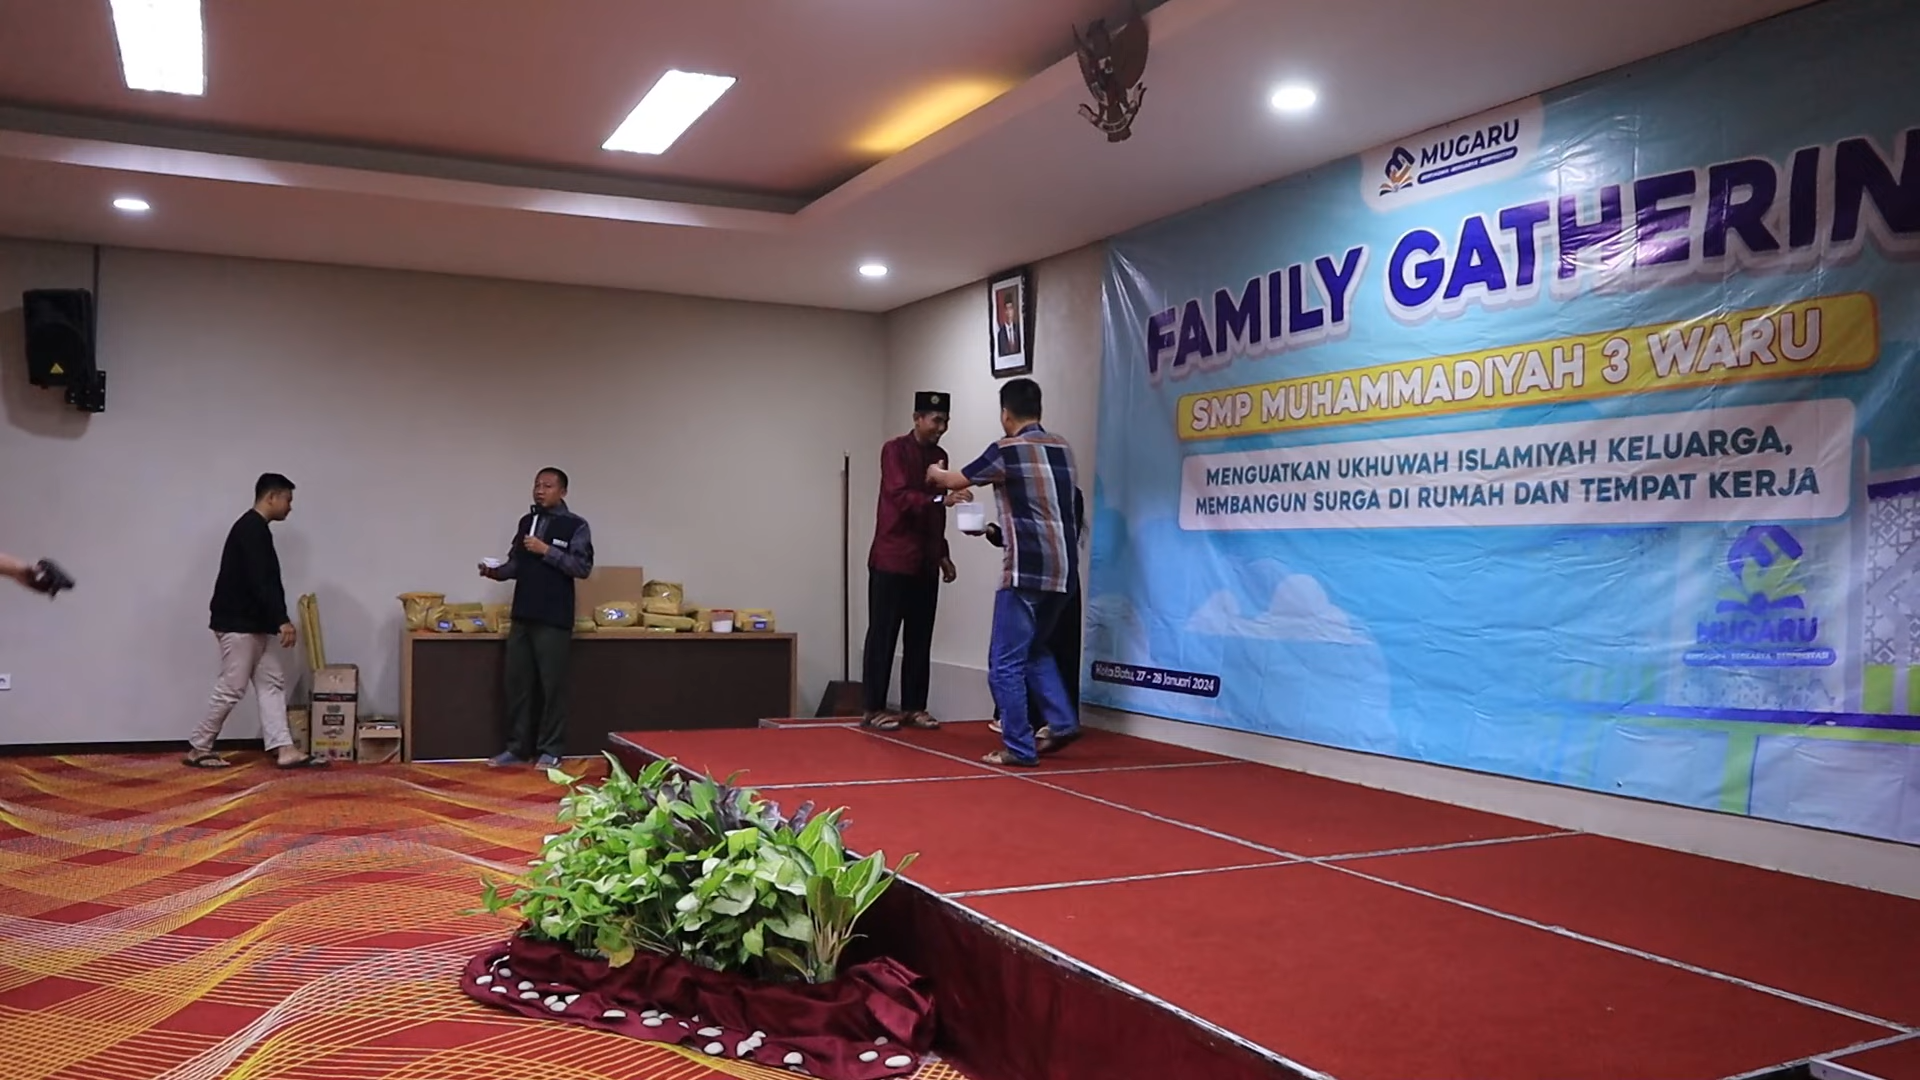 MUGARU
FAMILY GATHERIN
SMP MUHAMMADIYAH 3 WARU
MENGUATKAN UKHUWAH ISLAMIYAH KELUARGA,
MEMBANGUN SURGA DI RUMAH DAN TEMPAT KERJA
MUGARU
Kota Batu, 27 - 28 Januari 2024